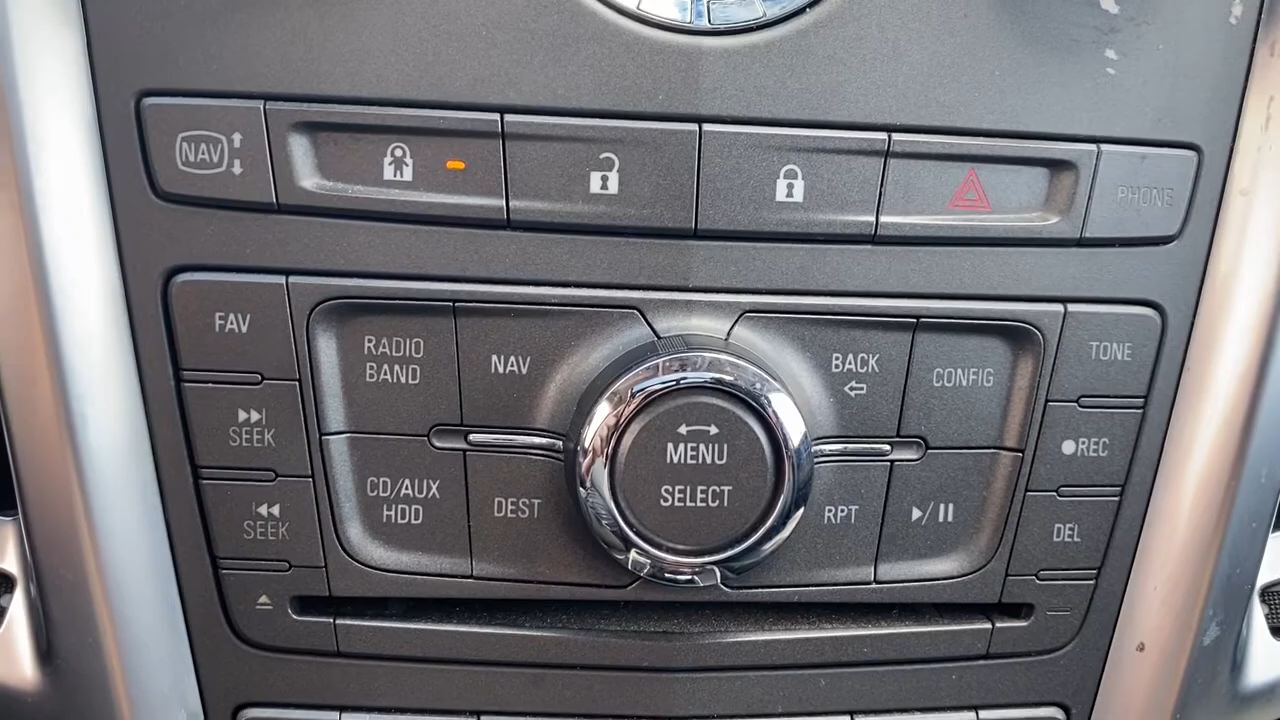 NAV
PHONE
FAV
RADIO
BAND
NAV
BACK
CONFIG
TONE
SEEK
MENU
SELECT
REC
SEEK
CD/AUX
HDD
DEST
RPT
DEL